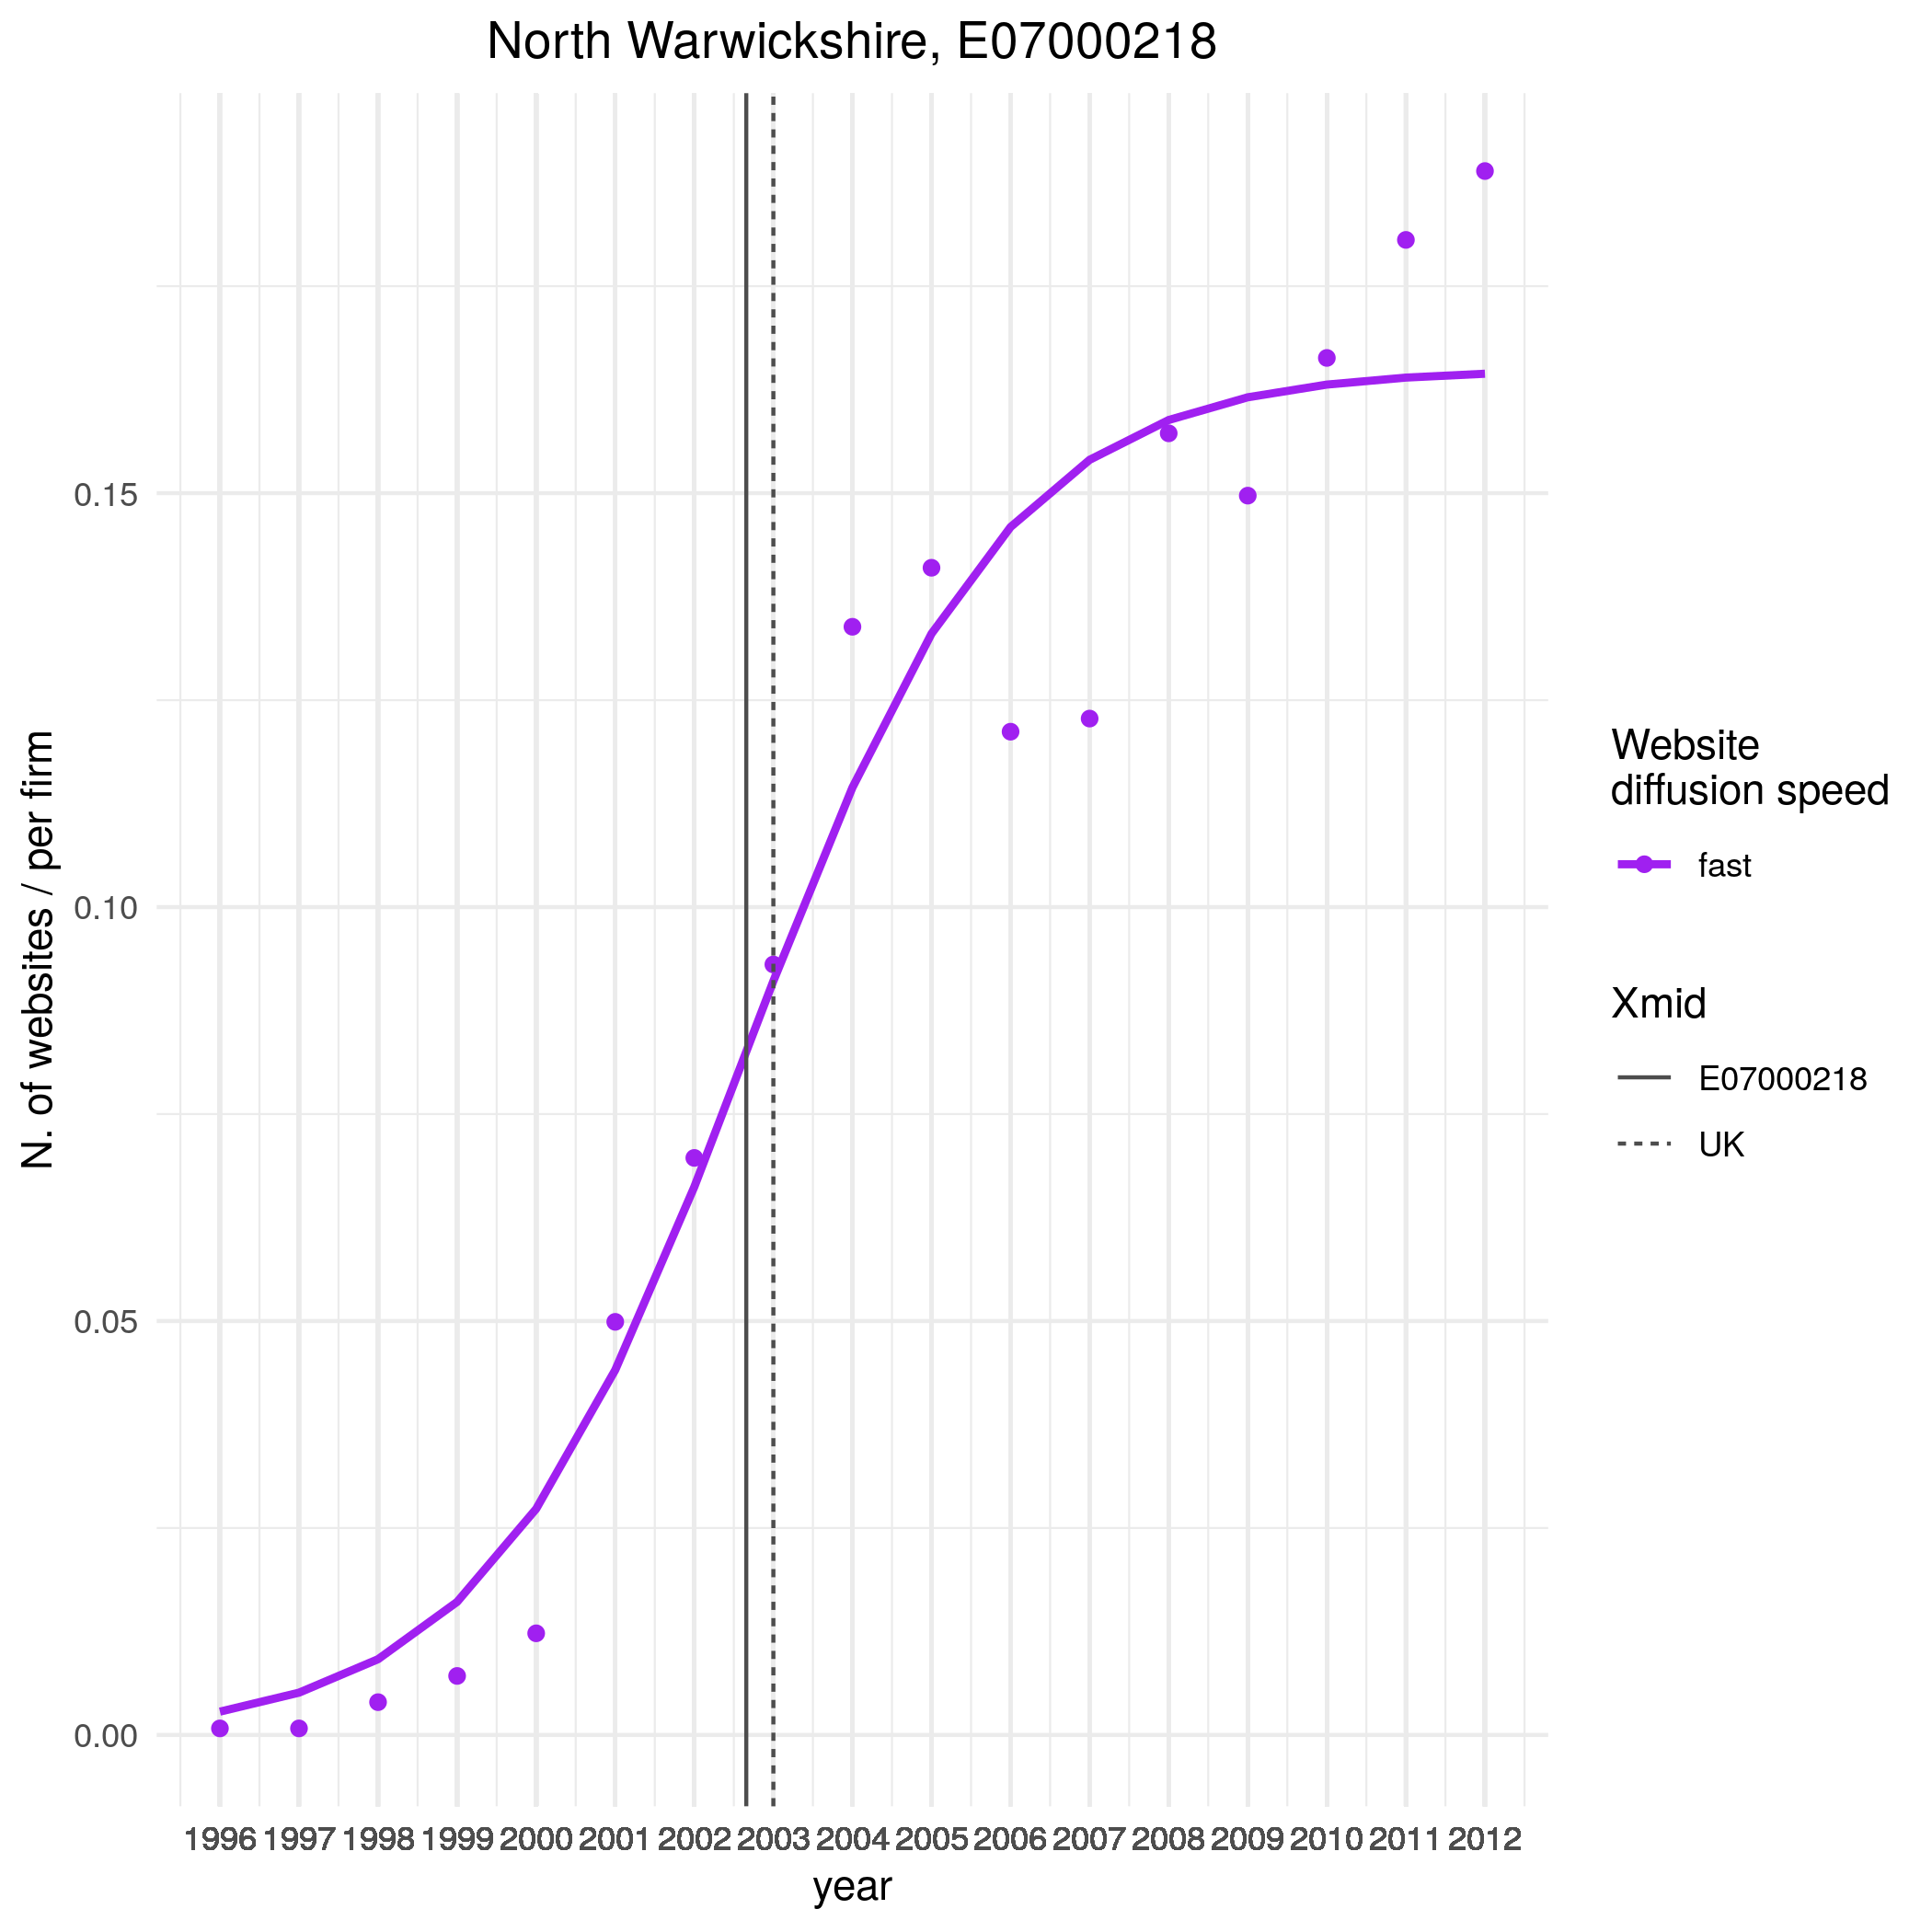 North Warwickshire, E07000218
N. of websites / per firm
0.15
0.10
0.05
0.00
1996 1997 1998 1999 2000 2001 2002 2003 2004 2005 2006 2007 2008 2009 2010 2011 2012
year
Website
diffusion speed
fast
Xmid
E07000218
UK